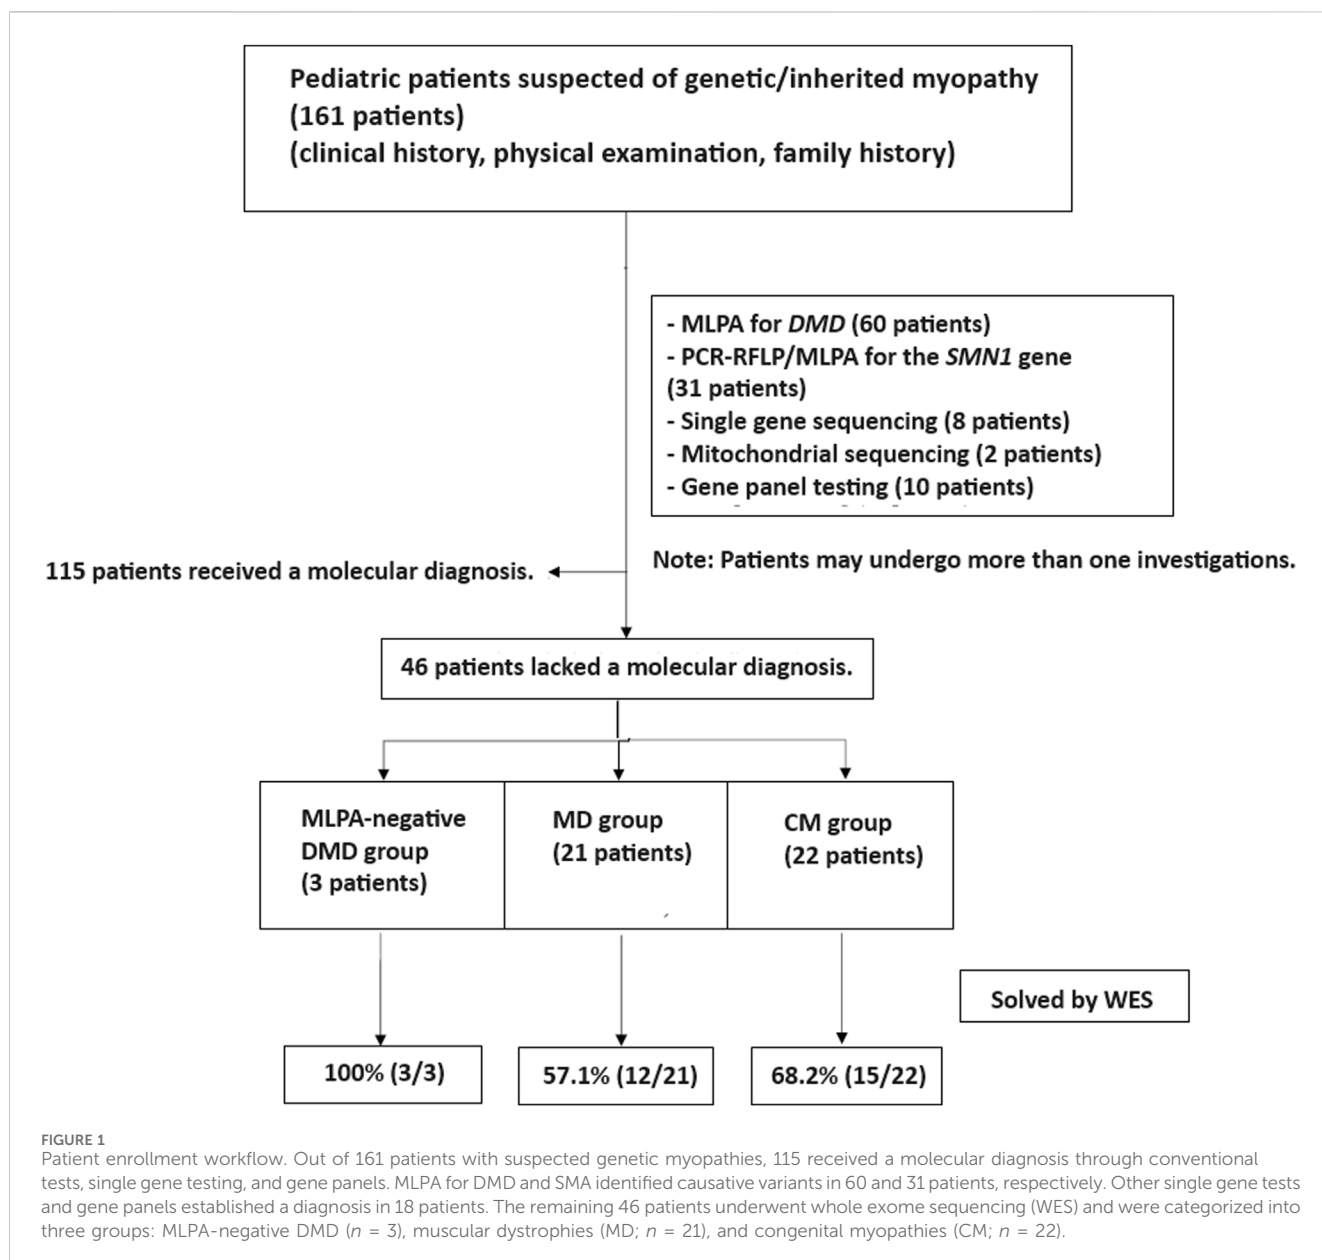 Pediatric patients suspected of genetic/inherited myopathy
(161 patients)
(clinical history, physical examination, family history)
- MLPA for DMD (60 patients)
- PCR-RFLP/MLPA for the SMN1 gene
(31 patients)
- Single gene sequencing (8 patients)
- Mitochondrial sequencing (2 patients)
- Gene panel testing (10 patients)
Note: Patients may undergo more than one investigations.
115 patients received a molecular diagnosis.
46 patients lacked a molecular diagnosis.
MLPA-negative
DMD group
(3 patients)
MD group
(21 patients)
CM group
(22 patients)
Solved by WES
100% (3/3)
57.1% (12/21)
68.2% (15/22)
FIGURE 1
Patient enrollment workflow. Out of 161 patients with suspected genetic myopathies, 115 received a molecular diagnosis through conventional
tests, single gene testing, and gene panels. MLPA for DMD and SMA identified causative variants in 60 and 31 patients, respectively. Other single gene tests
and gene panels established a diagnosis in 18 patients. The remaining 46 patients underwent whole exome sequencing (WES) and were categorized into
three groups: MLPA-negative DMD (n = 3), muscular dystrophies (MD; n = 21), and congenital myopathies (CM; n = 22).